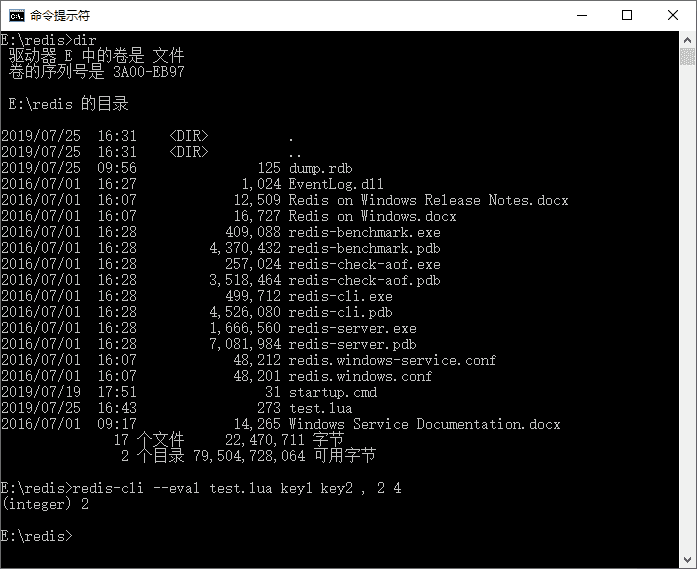 命令提示符
E:\redis>dir
驱动器 E 中的卷是 文件
卷的序列号是 3A00-EB97
E:\redis 的目录
2019/07/25  16:31    <DIR>          .
2019/07/25  16:31    <DIR>          ..
2019/07/25  09:56               125 dump.rdb
2016/07/01  16:27             1,024 EventLog.dll
2016/07/01  16:07            12,509 Redis on Windows Release Notes.docx
2016/07/01  16:07            16,727 Redis on Windows.docx
2016/07/01  16:28           409,088 redis-benchmark.exe
2016/07/01  16:28         4,370,432 redis-benchmark.pdb
2016/07/01  16:28           257,024 redis-check-aof.exe
2016/07/01  16:28         3,518,464 redis-check-aof.pdb
2016/07/01  16:28           499,712 redis-cli.exe
2016/07/01  16:28         4,526,080 redis-cli.pdb
2016/07/01  16:28         1,666,560 redis-server.exe
2016/07/01  16:28         7,081,984 redis-server.pdb
2016/07/01  16:07            48,212 redis.windows-service.conf
2016/07/01  16:07            48,201 redis.windows.conf
2019/07/19  17:51                31 startup.cmd
2019/07/25  16:43               273 test.lua
2016/07/01  09:17            14,265 Windows Service Documentation.docx
17 个文件     22,470,711 字节
2 个目录 79,504,728,064 可用字节
E:\redis>redis-cli --eval test.lua key1 key2 , 2 4
(integer) 2
E:\redis>